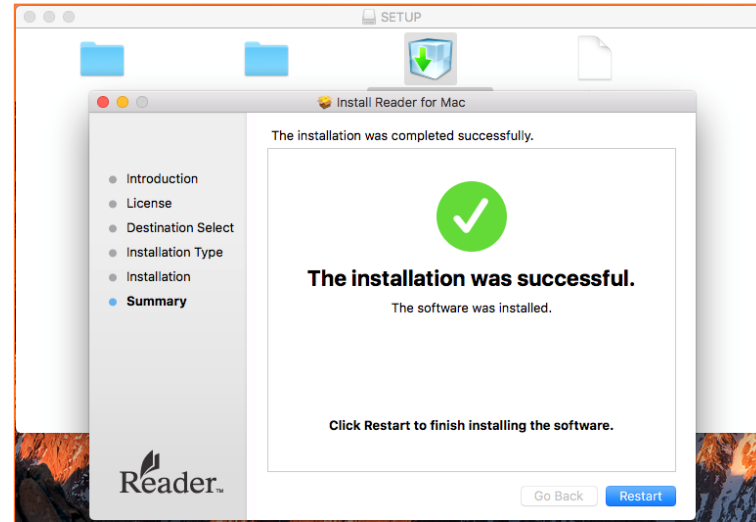 SETUP
Install Reader for Mac
The installation was completed successfully.
Introduction
License
Destination Select
Installation Type
Installation
Summary
The installation was successful.
The software was installed.
Click Restart to finish installing the software.
Reader™
Go Back
Restart